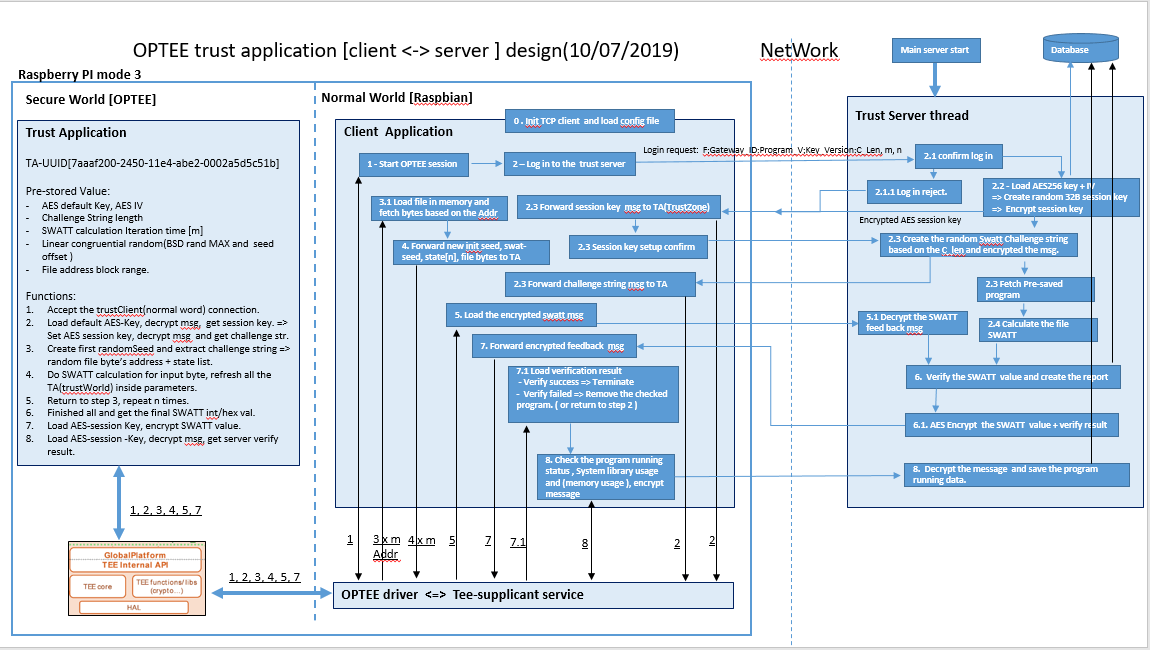 OPTEE trust application [client <-> server ] design(10/07/2019)
NetWork
Main server start
Database
Raspberry PI mode 3
Secure World [OPTEE]
Trust Application
TA-UUID[7aaaf200-2450-11e4-abe2-0002a5d5c51b]
Pre-stored Value:
- AES default Key, AES IV
- Challenge String length
- SWATT calculation Iteration time [m]
- Linear congruential random(BSD rand MAX and seed
offset )
- File address block range.
Functions:
1. Accept the trustClient(normal word) connection.
2. Load default AES-Key, decrypt msg, get session key. =>
Set AES session key, decrypt msg and get challenge str.
3. Create first randomSeed and extract challenge string =>
random file byte's address + state list.
4. Do SWATT calculation for input byte, refresh all the
TA(trustWorld) inside parameters.
5. Return to step 3, repeat n times.
6. Finished all and get the final SWATT int/hex val.
7. Load AES-session Key, encrypt SWATT value.
8. Load AES-session -Key, decrypt msg, get server verify
result.
1, 2, 3, 4, 5, 7
GlobalPlatform
TEE Internal API
TEE core
TEE functions/libs
(crypto...)
HAL
1, 2, 3, 4, 5, 7
Normal World [Raspbian]
Client Application
0 . Init TCP client and load config file
1 - Start OPTEE session
2 – Log in to the trust server
Login request: F;Gateway_ID;Program_V;Key_Version;C_Len, m, n
3.1 Load file in memory and
fetch bytes based on the Addr
2.3 Forward session key msg to TA(TrustZone)
4. Forward new init seed, swat-
seed, state[n], file bytes to TA
2.3 Session key setup confirm
2.3 Forward challenge string msg to TA
5. Load the encrypted swatt msg
7. Forward encrypted feedback msg
7.1 Load verification result
- Verify success => Terminate
- Verify failed => Remove the checked
program. ( or return to step 2 )
8. Check the program running
status , System library usage
and (memory usage ), encrypt
message
1
3 x m
Addr
4 x m
5
7
7.1
8
2
2
OPTEE driver <=> Tee-supplicant service
Trust Server thread
2.1 confirm log in
2.1.1 Log in reject.
2.2 - Load AES256 key + IV
=> Create random 32B session key
=> Encrypt session key
Encrypted AES session key
2.3 Create the random Swatt Challenge string
based on the C_len and encrypted the msg.
2.3 Fetch Pre-saved
program
5.1 Decrypt the SWATT
feed back msg
2.4 Calculate the file
SWATT
6. Verify the SWATT value and create the report
6.1. AES Encrypt the SWATT value + verify result
8. Decrypt the message and save the program
running data.